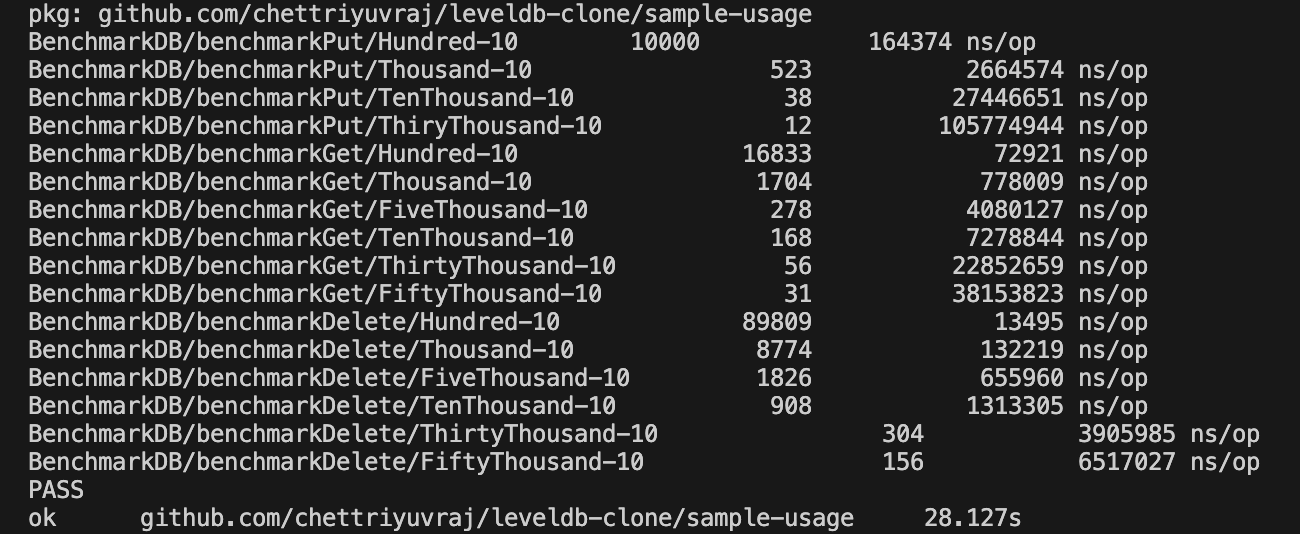 pkg: github.com/chettriyuvraj/leveldb-clone/sample-usage
BenchmarkDB/benchmarkPut/Hundred-10 10000 164374 ns/op
BenchmarkDB/benchmarkPut/Thousand-10 523 2664574 ns/op
BenchmarkDB/benchmarkPut/TenThousand-10 38 27446651 ns/op
BenchmarkDB/benchmarkPut/ThiryThousand-10 12 105774944 ns/op
BenchmarkDB/benchmarkGet/Hundred-10 16833 72921 ns/op
BenchmarkDB/benchmarkGet/Thousand-10 1704 778009 ns/op
BenchmarkDB/benchmarkGet/FiveThousand-10 278 4080127 ns/op
BenchmarkDB/benchmarkGet/TenThousand-10 168 7278844 ns/op
BenchmarkDB/benchmarkGet/ThirtyThousand-10 56 22852659 ns/op
BenchmarkDB/benchmarkGet/FiftyThousand-10 31 38153823 ns/op
BenchmarkDB/benchmarkDelete/Hundred-10 89809 13495 ns/op
BenchmarkDB/benchmarkDelete/Thousand-10 8774 132219 ns/op
BenchmarkDB/benchmarkDelete/FiveThousand-10 1826 655960 ns/op
BenchmarkDB/benchmarkDelete/TenThousand-10 908 1313305 ns/op
BenchmarkDB/benchmarkDelete/ThirtyThousand-10 304 3905985 ns/op
BenchmarkDB/benchmarkDelete/FiftyThousand-10 156 6517027 ns/op
PASS
ok github.com/chettriyuvraj/leveldb-clone/sample-usage 28.127s